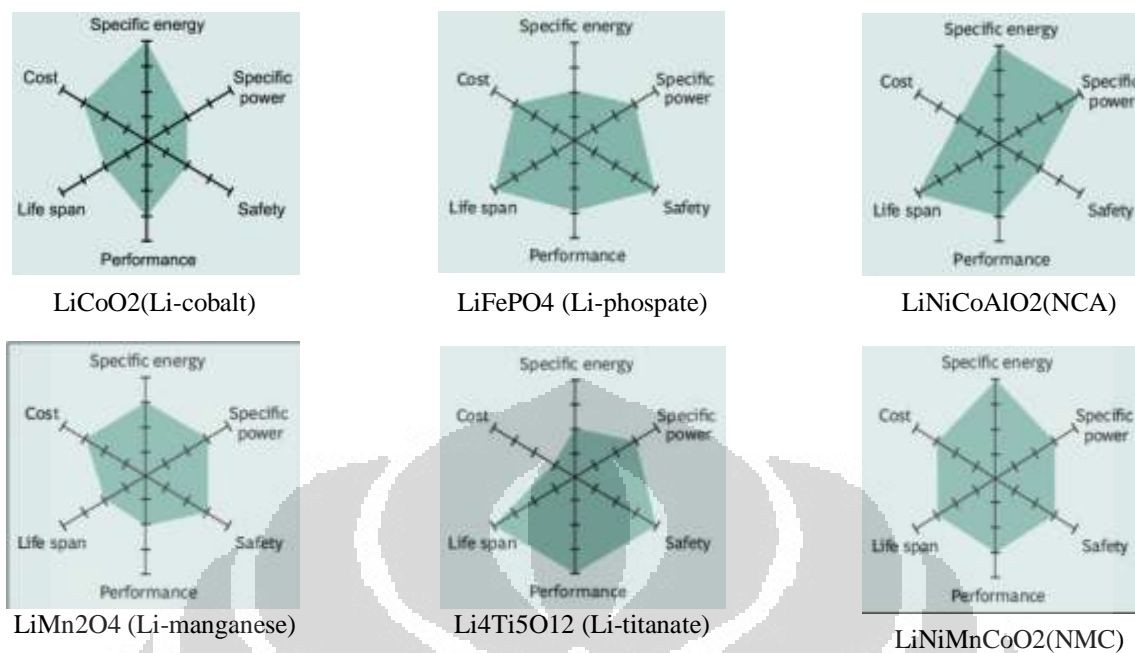 Specific energy
Cost
Specific
power
Life span
Safety
Performance
LiCoO2(Li-cobalt)
Specific energy
Cost
Specific
power
Life span
Safety
Performance
LiFePO4 (Li-phospate)
Specific energy
Cost
Specific
power
Life span
Safety
Performance
LiNiCoAlO2(NCA)
Specific energy
Cost
Specific
power
Life span
Safety
Performance
LiMn2O4 (Li-manganese)
Specific energy
Cost
Specific
power
Life span
Safety
Performance
Li4Ti5O12 (Li-titanate)
Specific energy
Cost
Specific
power
Life span
Safety
Performance
LiNiMnCoO2(NMC)